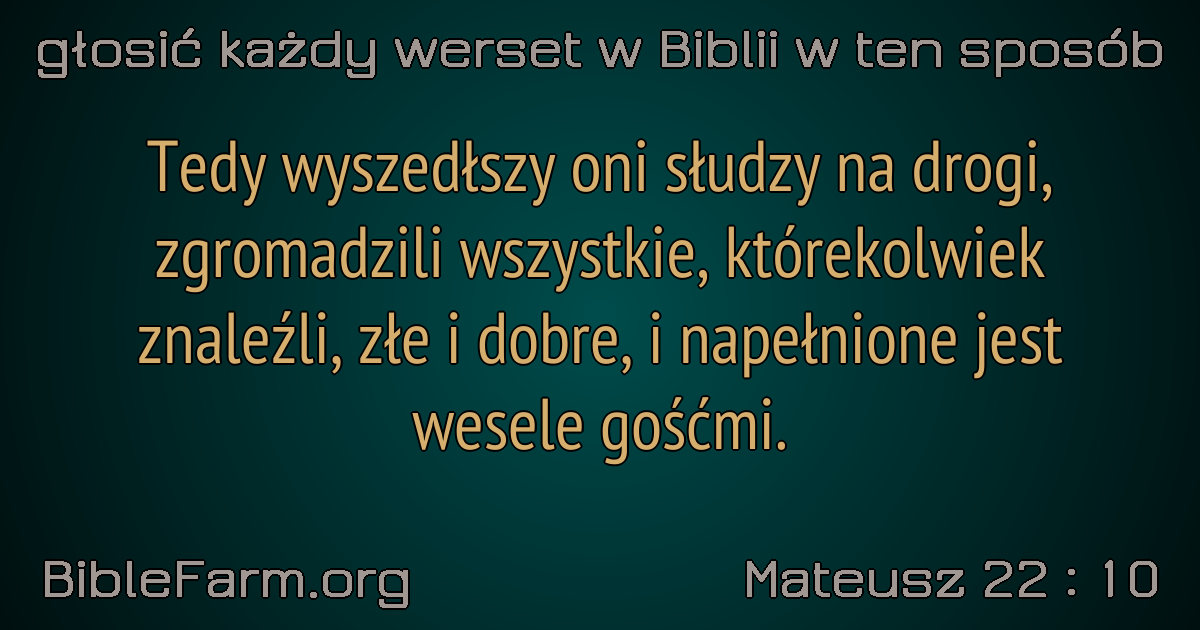 głosić każdy werset w Biblii w ten sposób
Tedy wyszedłszy oni słudzy na drogi,
zgromadzili wszystkie, którekolwiek
znaleźli, złe i dobre, i napełnione jest
wesele gośćmi.
BibleFarm.org
Mateusz 22 : 10